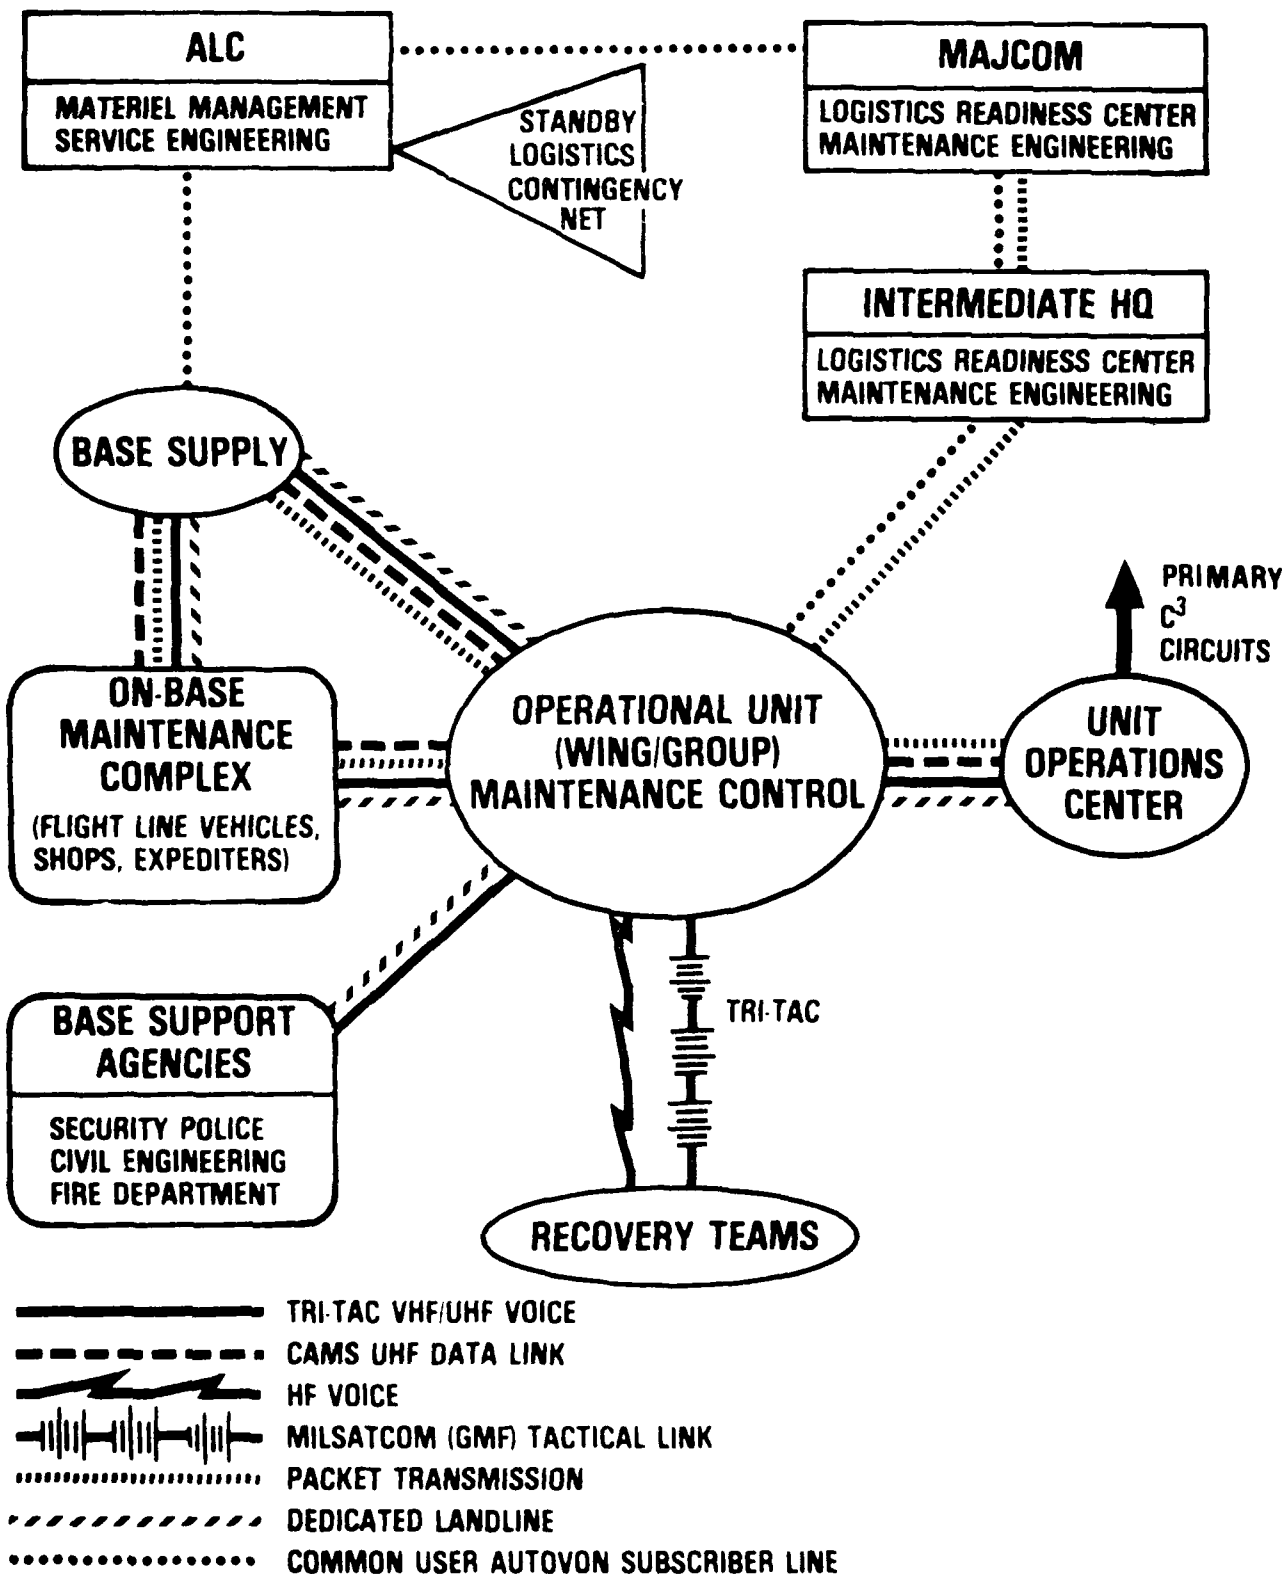 ALC
MATERIEL MANAGEMENT
SERVICE ENGINEERING
STANDBY
LOGISTICS
CONTINGENCY
NET
MAJCOM
LOGISTICS READINESS CENTER
MAINTENANCE ENGINEERING
INTERMEDIATE HQ
LOGISTICS READINESS CENTER
MAINTENANCE ENGINEERING
BASE SUPPLY
PRIMARY
C³
CIRCUITS
ON-BASE
MAINTENANCE
COMPLEX
(FLIGHT LINE VEHICLES,
SHOPS, EXPEDITERS)
OPERATIONAL UNIT
(WING/GROUP)
MAINTENANCE CONTROL
UNIT
OPERATIONS
CENTER
BASE SUPPORT
AGENCIES
SECURITY POLICE
CIVIL ENGINEERING
FIRE DEPARTMENT
TRI-TAC
RECOVERY TEAMS
TRI-TAC VHF/UHF VOICE
CAMS UHF DATA LINK
HF VOICE
MILSATCOM (GMF) TACTICAL LINK
PACKET TRANSMISSION
DEDICATED LANDLINE
COMMON USER AUTOVON SUBSCRIBER LINE